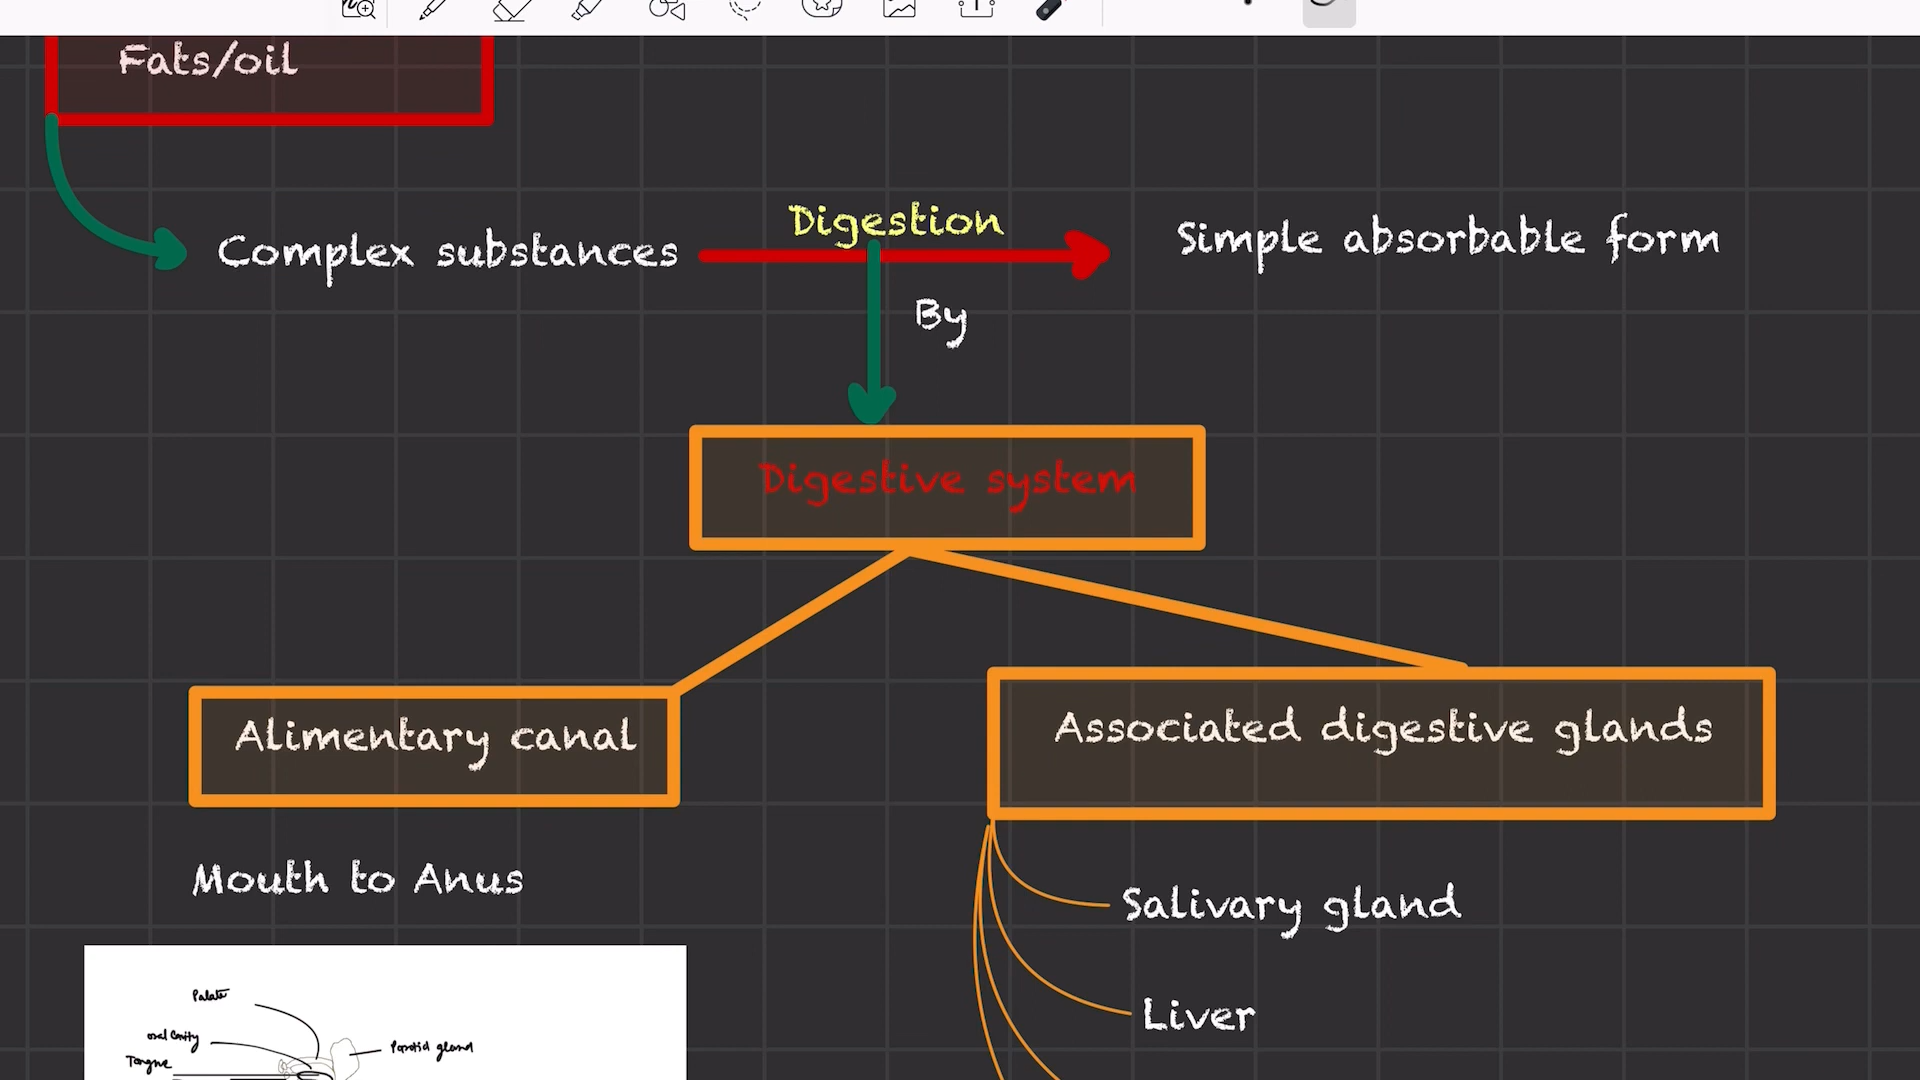 Fats/oil
Digestion
Complex substances
Simple absorbable form
By
Digestive system
Alimentary canal
Associated digestive glands
Mouth to Anus
Salivary gland
Liver
Palate
oral cavity
Parotid gland
Tongue